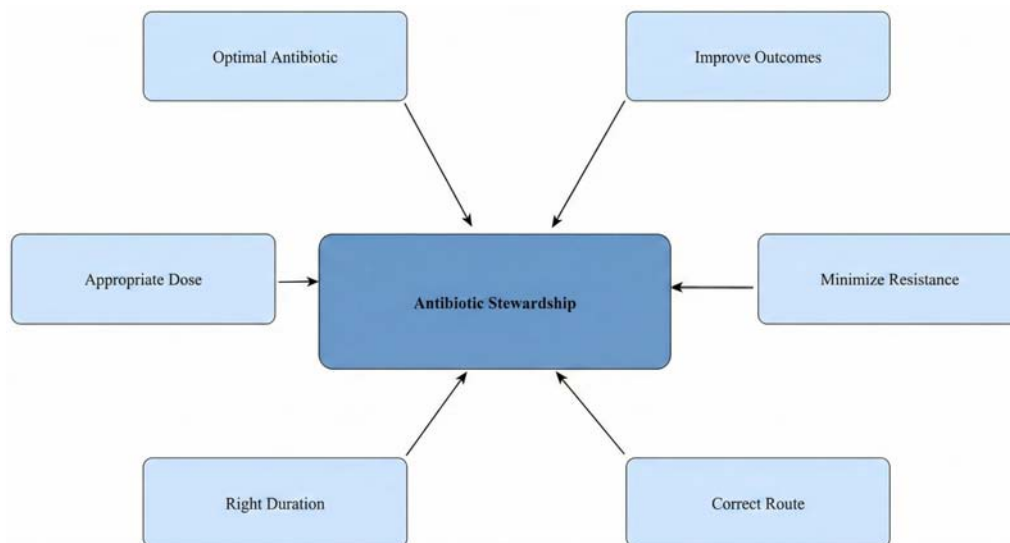 Optimal Antibiotic
Improve Outcomes
Appropriate Dose
Antibiotic Stewardship
Minimize Resistance
Right Duration
Correct Route